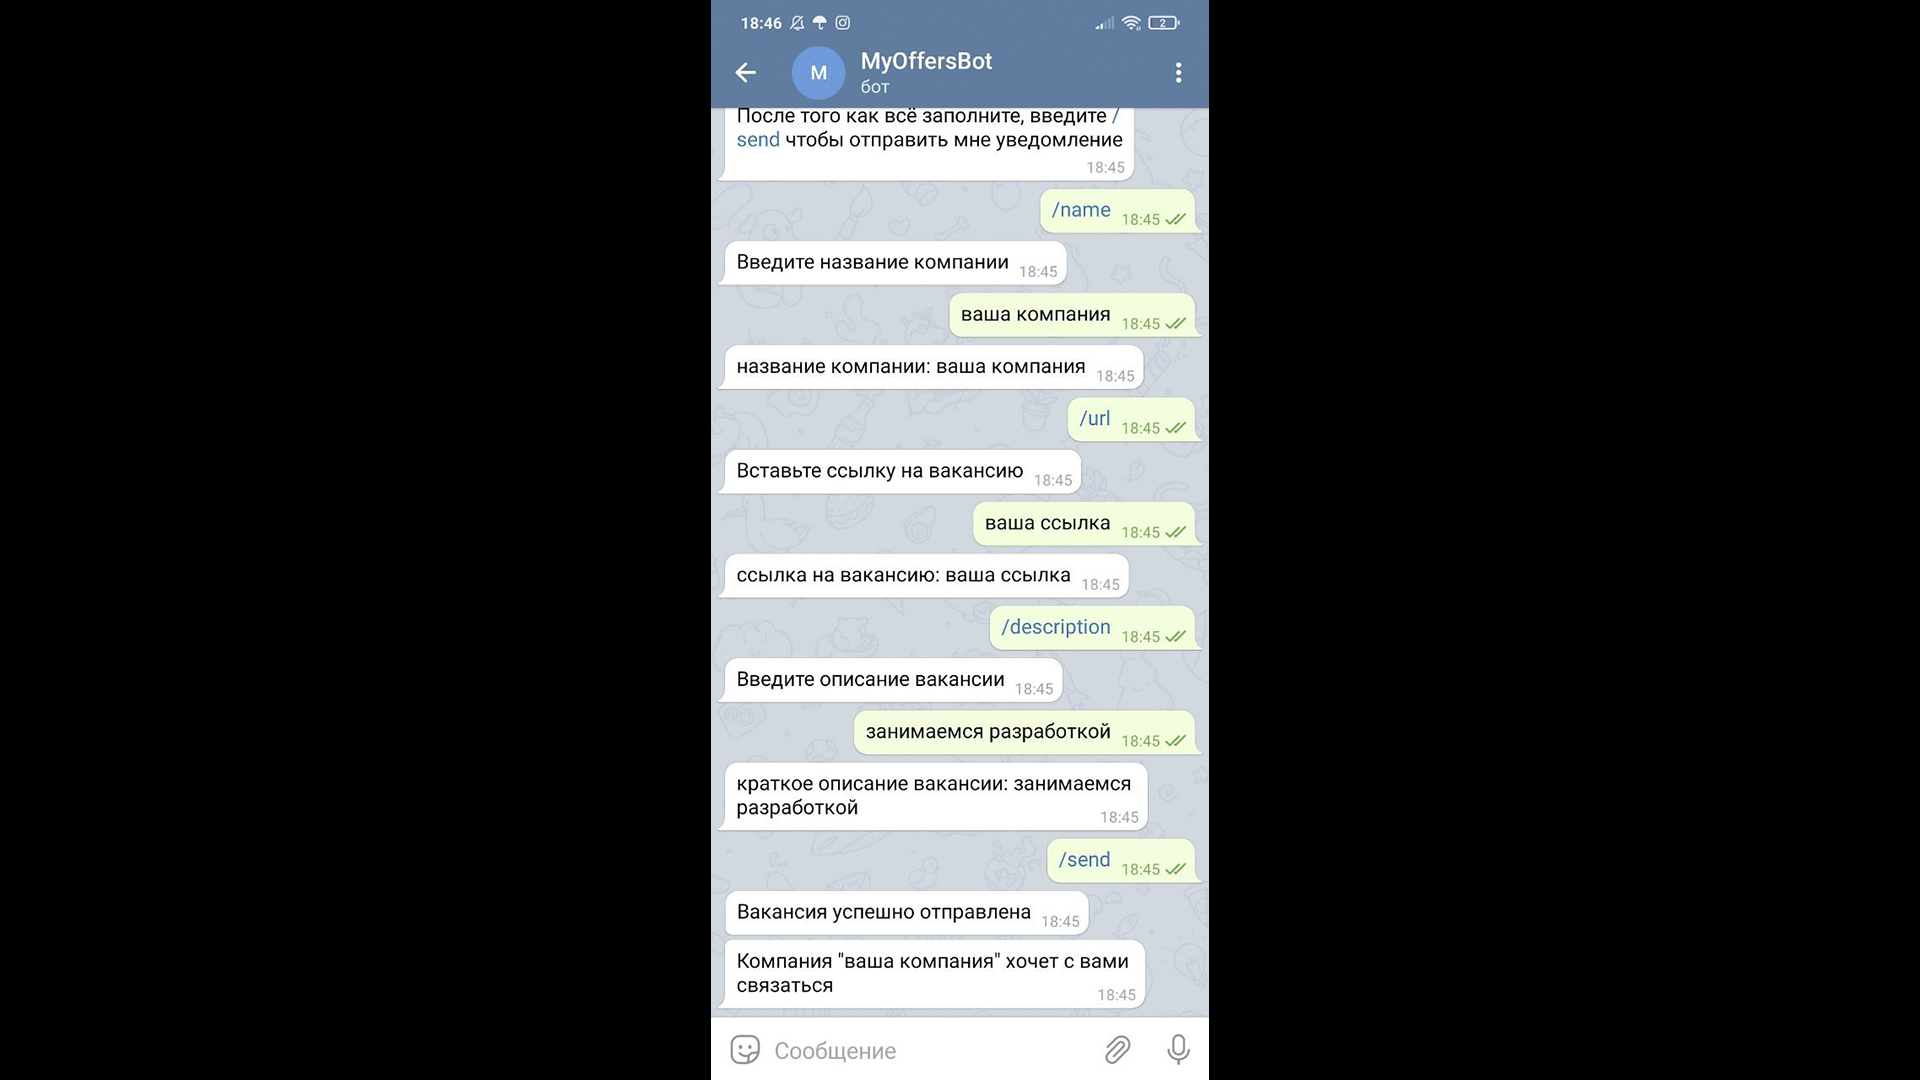 18:46
2
M
MyOffersBot
бот
После того как всё заполните, введите /
send чтобы отправить мне уведомление
18:45
/name 18:45
Введите название компании 18:45
ваша компания 18:45
название компании: ваша компания 18:45
/url 18:45
Вставьте ссылку на вакансию 18:45
ваша ссылка 18:45
ссылка на вакансию: ваша ссылка 18:45
/description 18:45
Введите описание вакансии 18:45
занимаемся разработкой 18:45
краткое описание вакансии: занимаемся
разработкой 18:45
/send 18:45
Вакансия успешно отправлена 18:45
Компания "ваша компания" хочет с вами
связаться 18:45
Сообщение